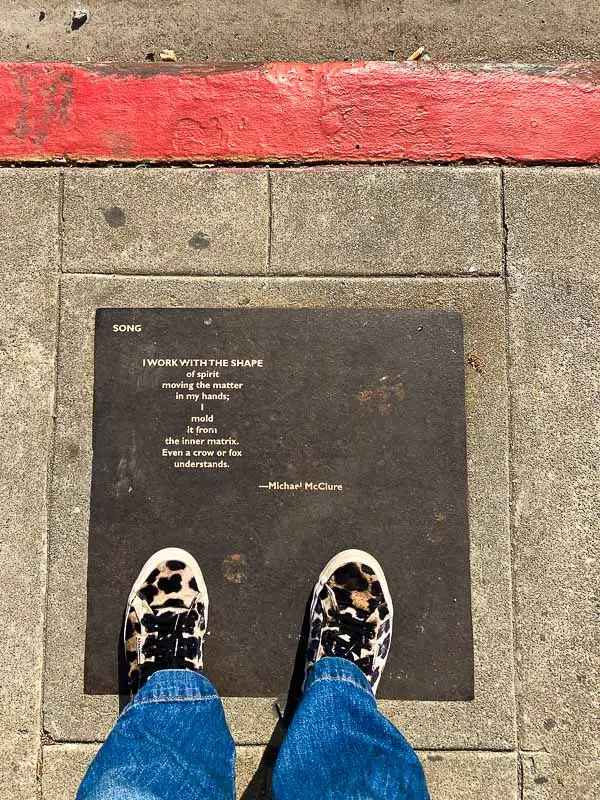 SONG
I WORK WITH THE SHAPE
of spirit
moving the matter
in my hands;
I
mold
it from
the inner matrix.
Even a crow or fox
understands.
—Michael McClure